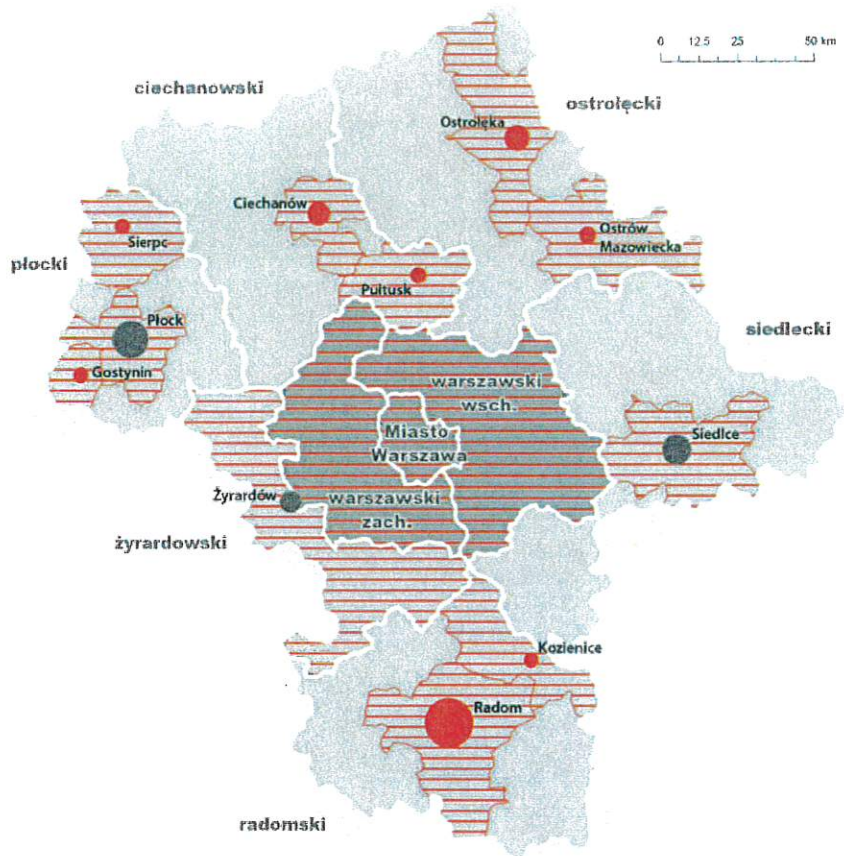 0 12.5 25 50 km
ciechanowski
ostrołęcki
Ostrołęka
Ciechanów
Sierpc
Ostrów
Mazowiecka
płocki
Pułtusk
Płock
siedlecki
Gostynin
warszawski
wsch.
Miasto
Warszawa
Siedlce
Żyrardów
warszawski
zach.
żyrardowski
Kozienice
Radom
radomski